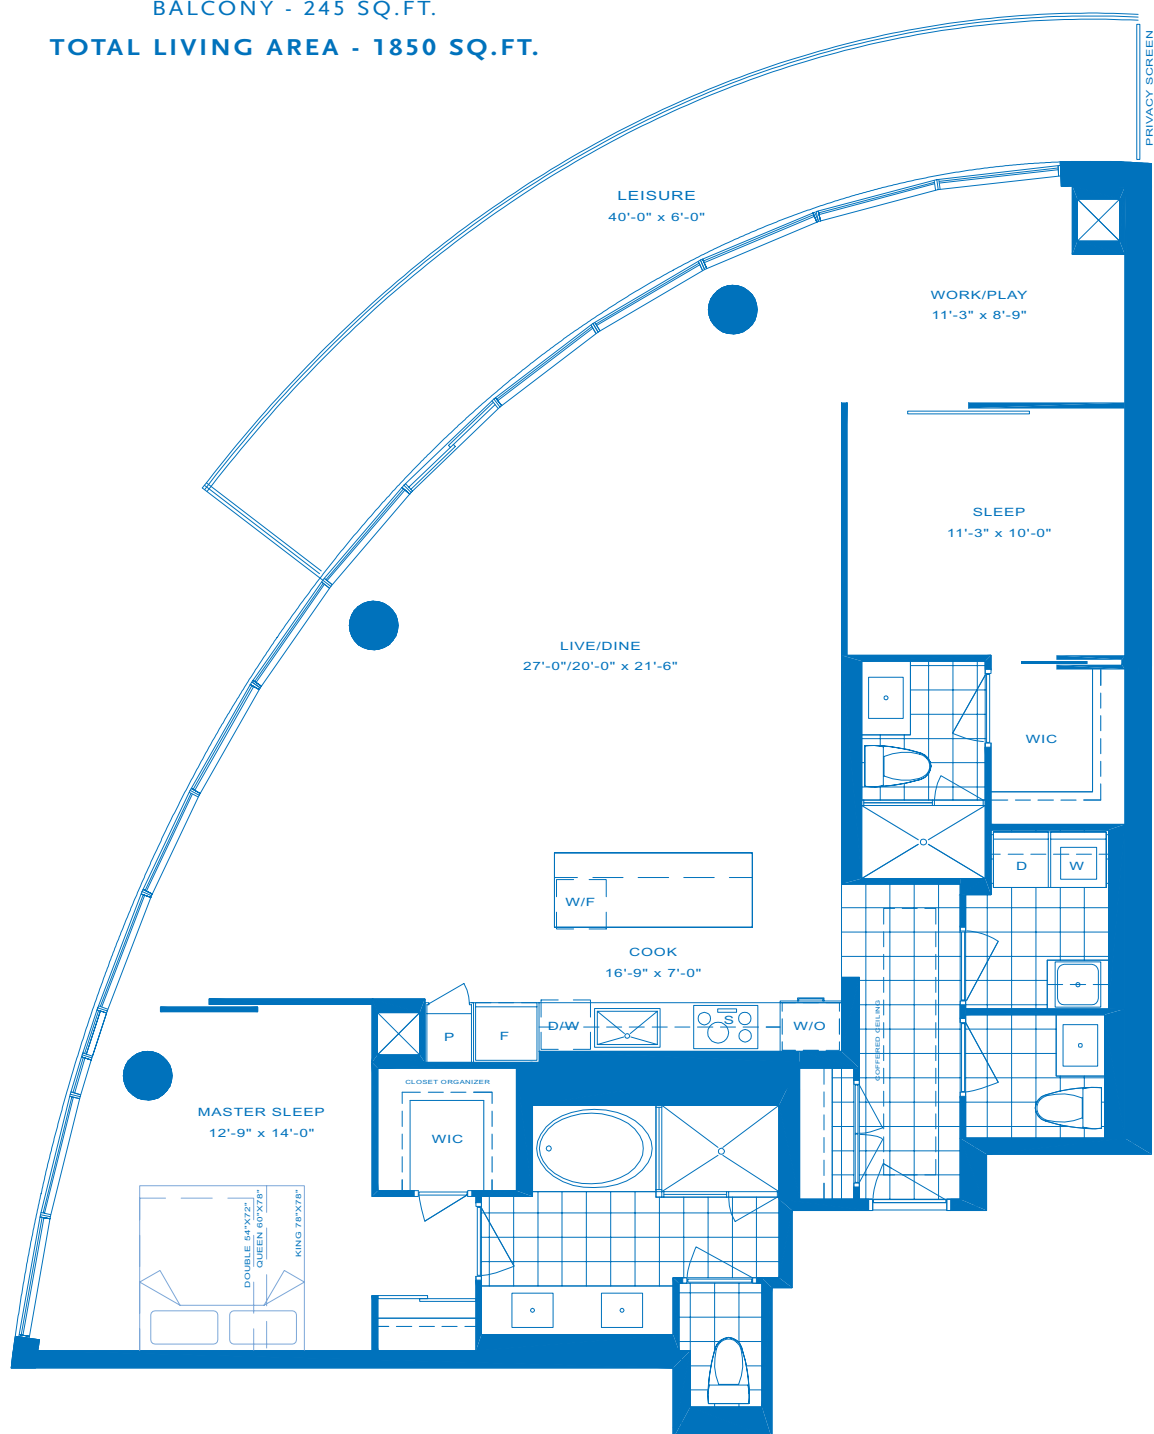 BALCONY - 245 SQ.FT.
TOTAL LIVING AREA - 1850 SQ.FT.
PRIVACY SCREEN
LEISURE
40'-0" x 6'-0"
WORK/PLAY
11'-3" x 8'-9"
SLEEP
11'-3" x 10'-0"
LIVE/DINE
27'-0"/20'-0" x 21'-6"
WIC
D
W
W/F
COOK
16'-9" x 7'-0"
P
F
D/W
S
W/O
COFFERED CEILING
CLOSET ORGANIZER
WIC
MASTER SLEEP
12'-9" x 14'-0"
DOUBLE 54"X72"
QUEEN 60"X78"
KING 78"X78"